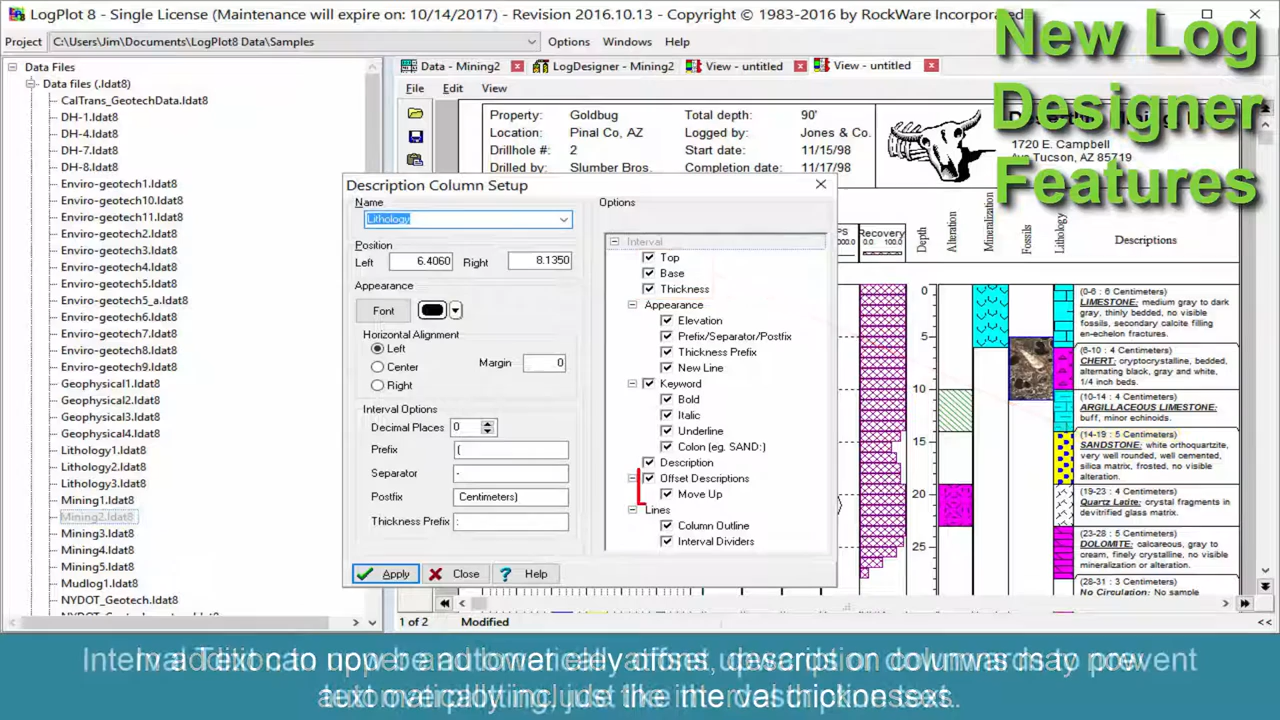 LogPlot 8 - Single License (Maintenance will expire on: 10/14/2017) - Revision 2016.10.13 - Copyright © 1983-2016 by RockWare Incorporated
New Log
Designer
Features
Project C:\Users\Jim\Documents\LogPlot8 Data\Samples Options Windows Help
Data Files
Data files (.ldat8)
CalTrans_GeotechData.ldat8
DH-1.ldat8
DH-4.ldat8
DH-7.ldat8
DH-8.ldat8
Enviro-geotech1.ldat8
Enviro-geotech10.ldat8
Enviro-geotech11.ldat8
Enviro-geotech2.ldat8
Enviro-geotech3.ldat8
Enviro-geotech4.ldat8
Enviro-geotech5.ldat8
Enviro-geotech5_a.ldat8
Enviro-geotech6.ldat8
Enviro-geotech7.ldat8
Enviro-geotech8.ldat8
Enviro-geotech9.ldat8
Geophysical1.ldat8
Geophysical2.ldat8
Geophysical3.ldat8
Geophysical4.ldat8
Lithology1.ldat8
Lithology2.ldat8
Lithology3.ldat8
Mining1.ldat8
Mining2.ldat8
Mining3.ldat8
Mining4.ldat8
Mining5.ldat8
Mudlog1.ldat8
NYDOT_Geotech.ldat8
Data - Mining2 LogDesigner - Mining2 View - untitled View - untitled
File Edit View
Property: Goldbug Total depth: 90'
Location: Pinal Co, AZ Logged by: Jones & Co.
Drillhole #: 2 Start date: 11/15/98
Drilled by: Slumber Bros. Completion date: 11/17/98
1720 E. Campbell
Tucson, AZ 85719
Description Column Setup
Name
Lithology
Position
Left 6.4060 Right 8.1350
Appearance
Font
Horizontal Alignment
Left
Center
Right
Margin 0
Interval Options
Decimal Places 0
Prefix (
Separator -
Postfix Centimeters)
Thickness Prefix :
Options
Interval
Top
Base
Thickness
Appearance
Elevation
Prefix/Separator/Postfix
Thickness Prefix
New Line
Keyword
Bold
Italic
Underline
Colon (eg. SAND:)
Description
Offset Descriptions
Move Up
Lines
Column Outline
Interval Dividers
Apply Close Help
Recovery
0.0 100.0
Depth
Alteration
Mineralization
Fossils
Lithology
Descriptions
0
5
10
15
20
25
(0-6 : 6 Centimeters)
LIMESTONE: medium gray to dark
gray, thinly bedded, no visible
fossils, secondary calcite filling
en-echelon fractures.
(6-10 : 4 Centimeters)
CHERT: cryptocrystalline, bedded,
alternating black, gray and white,
1/4 inch beds.
(10-14 : 4 Centimeters)
ARGILLACEOUS LIMESTONE:
buff, minor echinoids.
(14-19 : 5 Centimeters)
SANDSTONE: white orthoquartzite,
very well rounded, well cemented,
silica matrix, frosted, no visible
alteration.
(19-23 : 4 Centimeters)
Quartz Latite: crystal fragments in
devitrified glass matrix.
(23-28 : 5 Centimeters)
DOLOMITE: calcareous, gray to
cream, finely crystalline, no visible
mineralization or alteration.
(28-31 : 3 Centimeters)
No Circulation: No sample
1 of 2 Modified <<